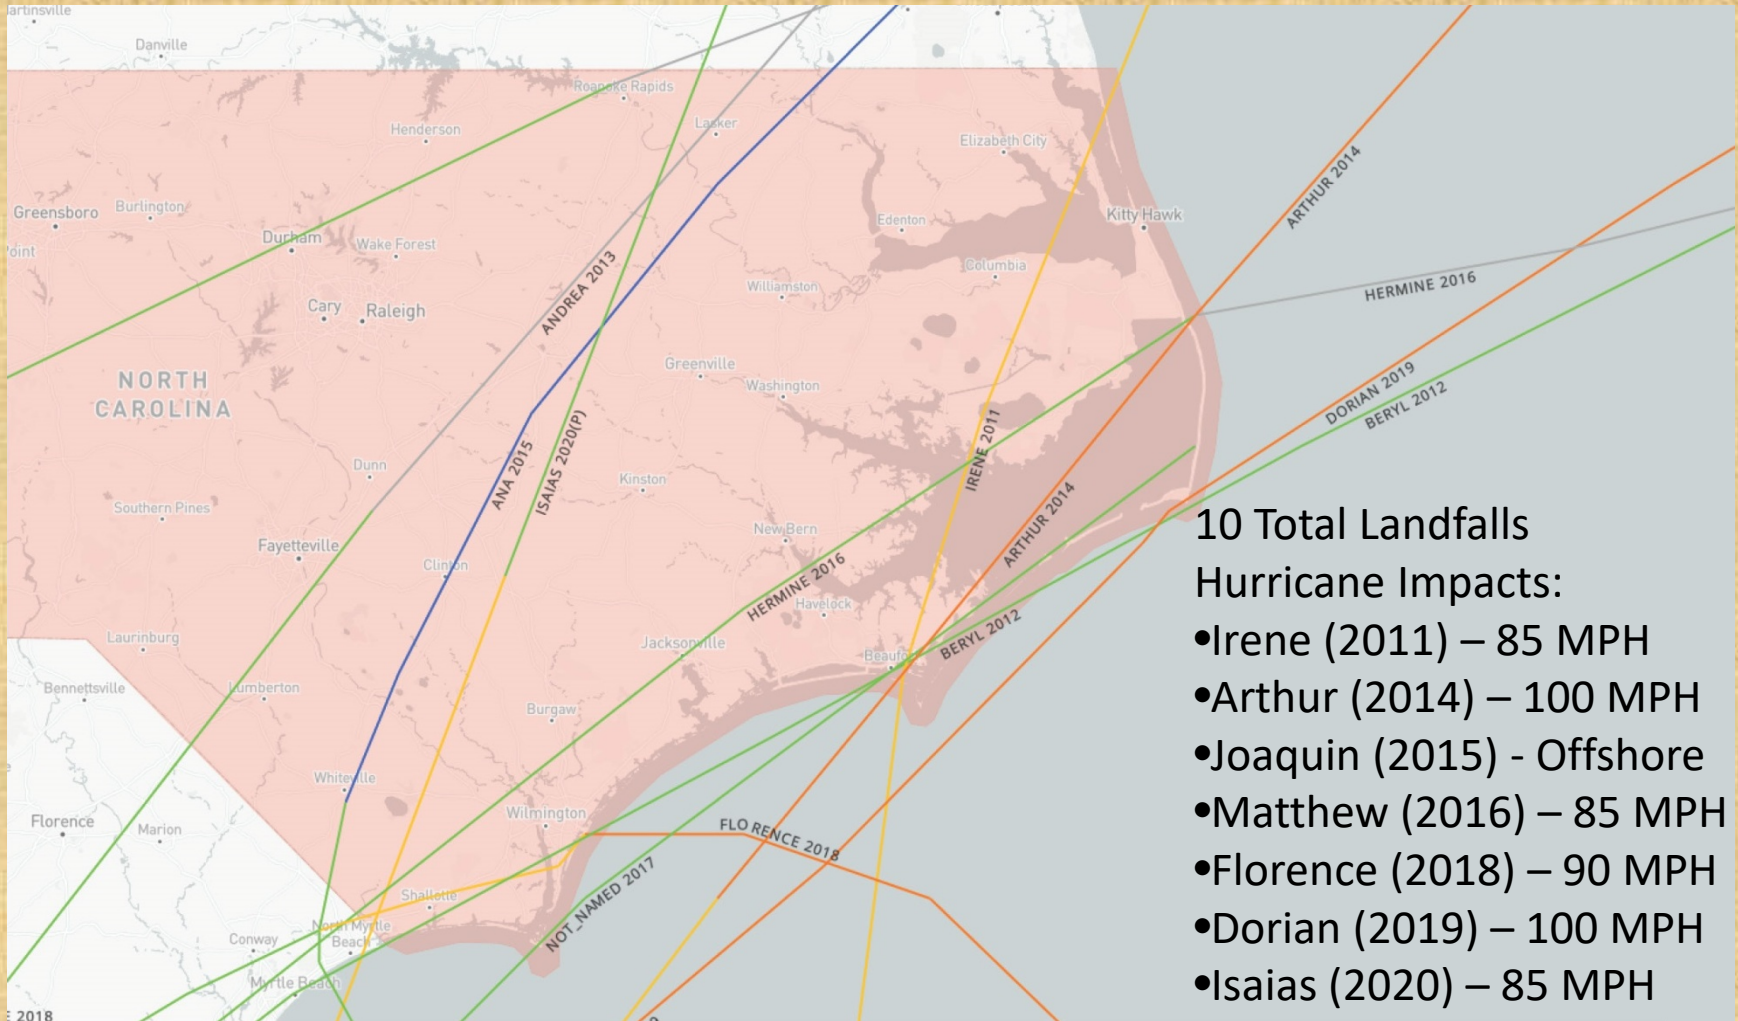 artinsville
Danville
Roanoke Rapids
Henderson
Lasker
Elizabeth City
ARTHUR 2014
Greensboro
Burlington
Durham
Wake Forest
Edenton
Kitty Hawk
oint
ANDREA 2013
Columbia
Williamston
HERMINE 2016
Cary
Raleigh
Greenville
Washington
NORTH
CAROLINA
DORIAN 2019
BERYL 2012
IRENE 2011
ANA 2015
ISAIAS 2020(P)
Dunn
Kinston
Southern Pines
New Bern
ARTHUR 2014
Fayetteville
Clinton
HERMINE 2016
Havelock
BERYL 2012
Laurinburg
Jacksonville
Beaufo
Bennettsville
Lumberton
Burgaw
Whiteville
Wilmington
Florence
Marion
FLORENCE 2018
Shallotte
NOT_NAMED 2017
North Myrtle
Beach
Conway
Myrtle Beach
E 2018
10 Total Landfalls
Hurricane Impacts:
•Irene (2011) – 85 MPH
•Arthur (2014) – 100 MPH
•Joaquin (2015) - Offshore
•Matthew (2016) – 85 MPH
•Florence (2018) – 90 MPH
•Dorian (2019) – 100 MPH
•Isaias (2020) – 85 MPH